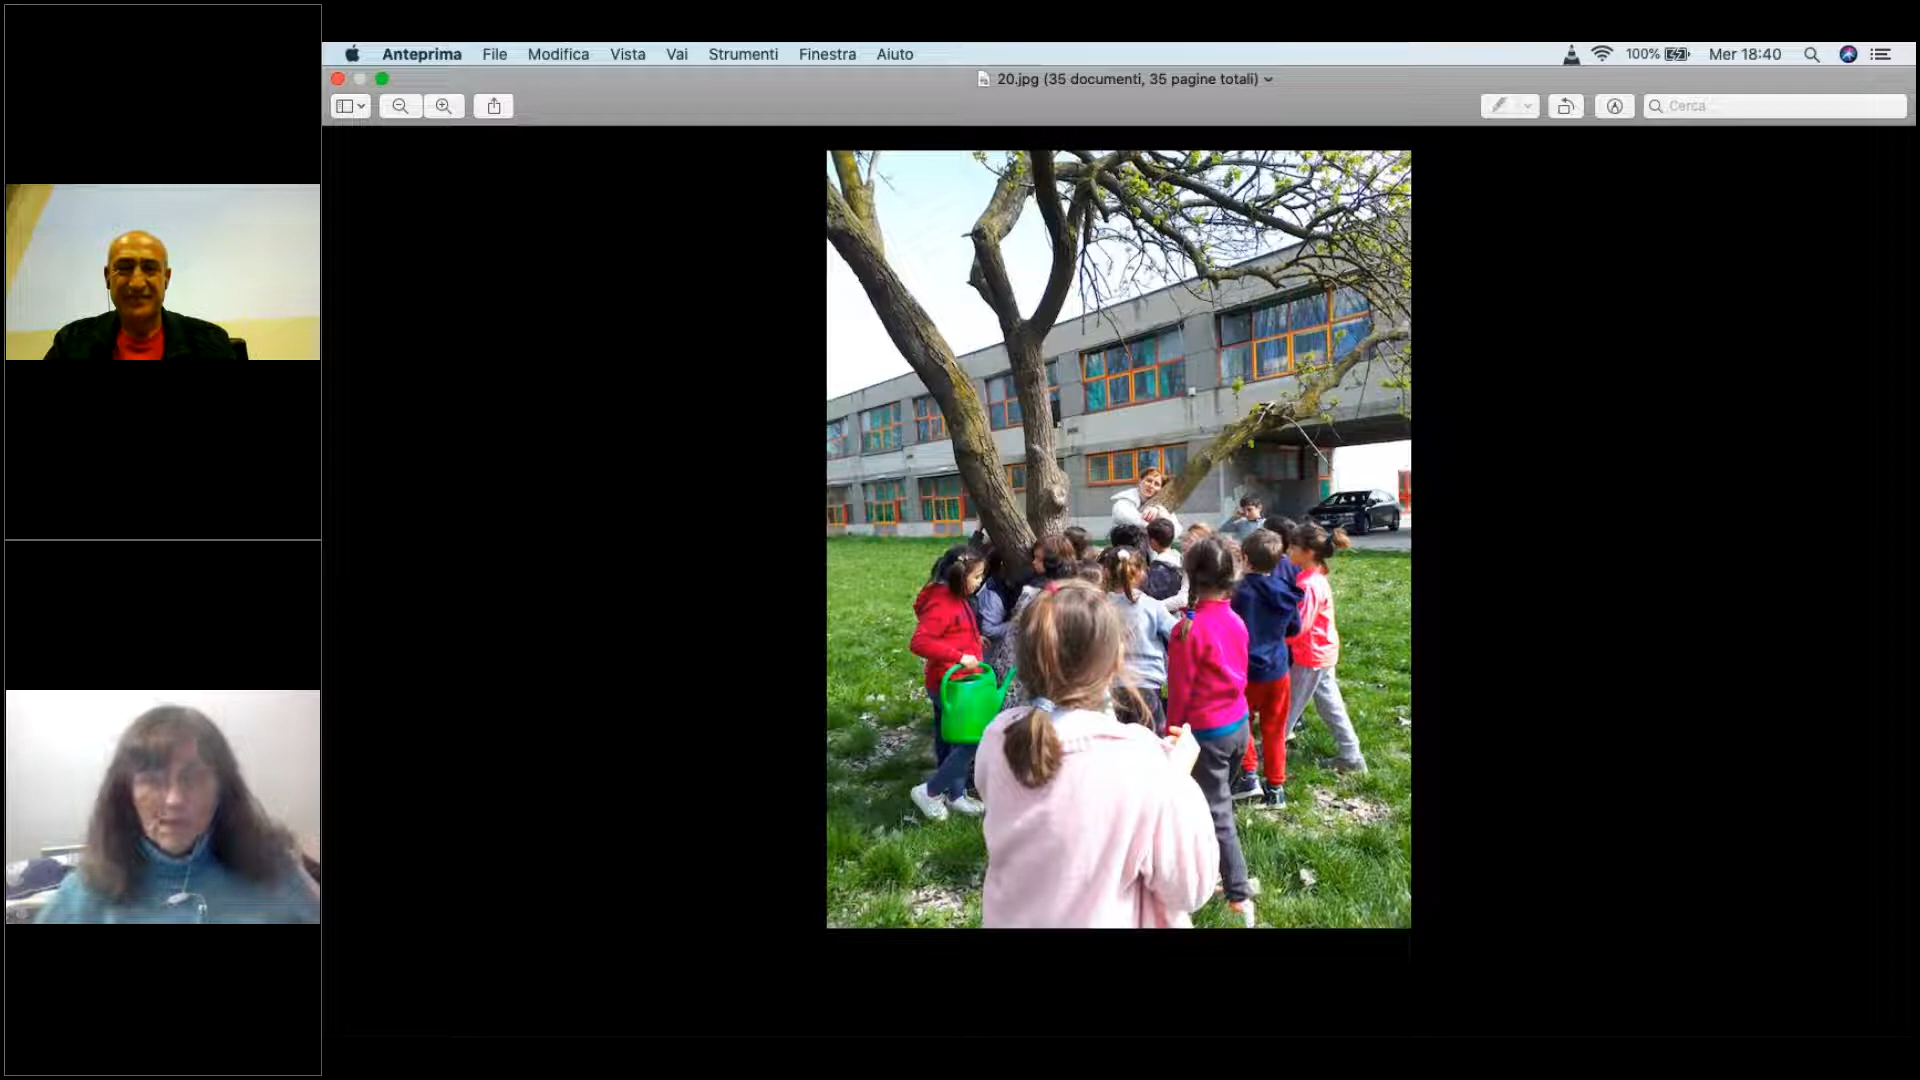 Anteprima File Modifica Vista Vai Strumenti Finestra Aiuto 100% Mer 18:40
20.jpg (35 documenti, 35 pagine totali)
Cerca